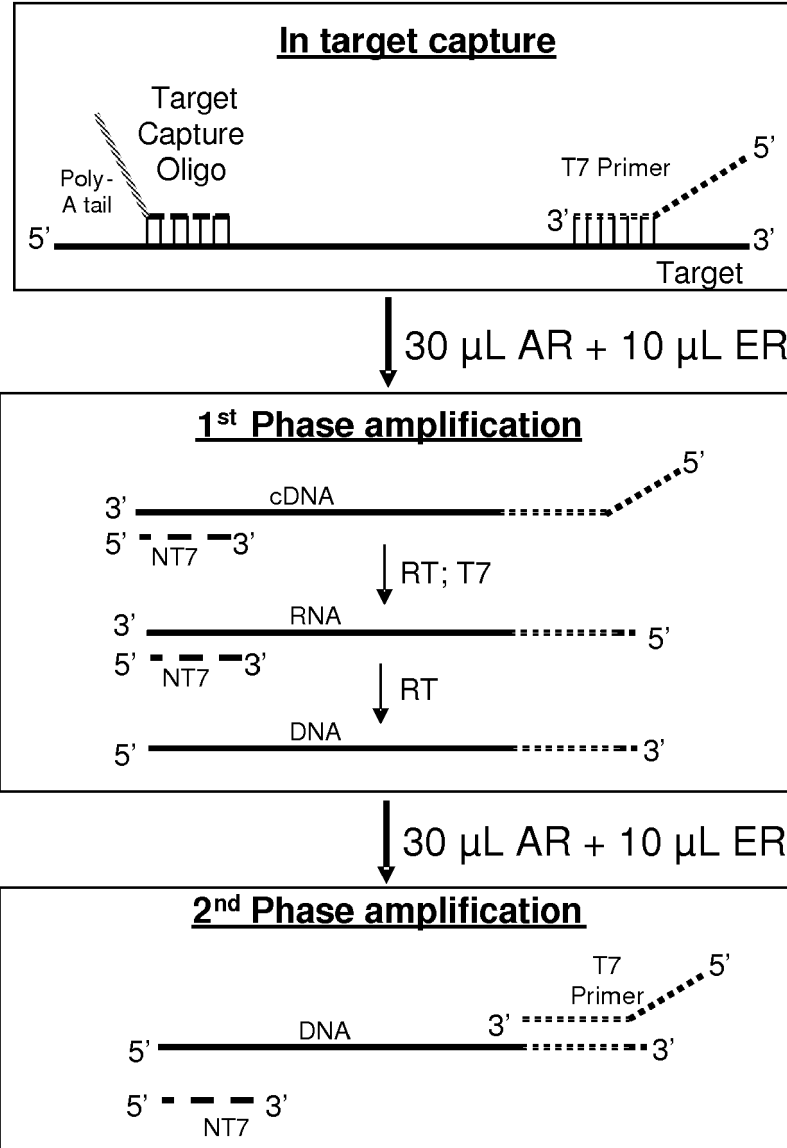 In target capture
Target
Capture
Oligo
Poly-
A tail
T7 Primer
5’
3’
5’
3’
Target
30 µL AR + 10 µL ER
1st Phase amplification
5’
3’
cDNA
5’
NT7
3’
RT; T7
3’
RNA
5’
5’
NT7
3’
RT
DNA
5’
3’
30 µL AR + 10 µL ER
2nd Phase amplification
T7
Primer
5’
3’
DNA
5’
3’
5’
NT7
3’